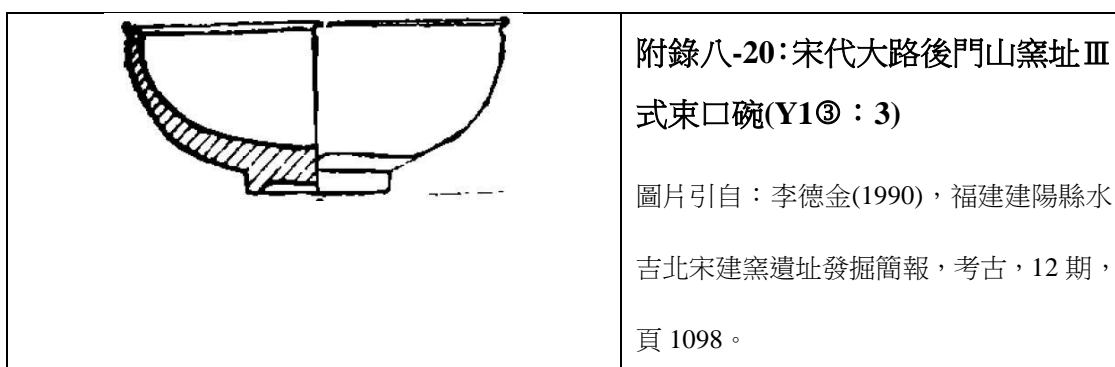 附錄八-20：宋代大路後門山窯址Ⅲ
式束口碗(Y1③：3)
圖片引自：李德金(1990)，福建建陽縣水
吉北宋建窯遺址發掘簡報，考古，12 期，
頁 1098。